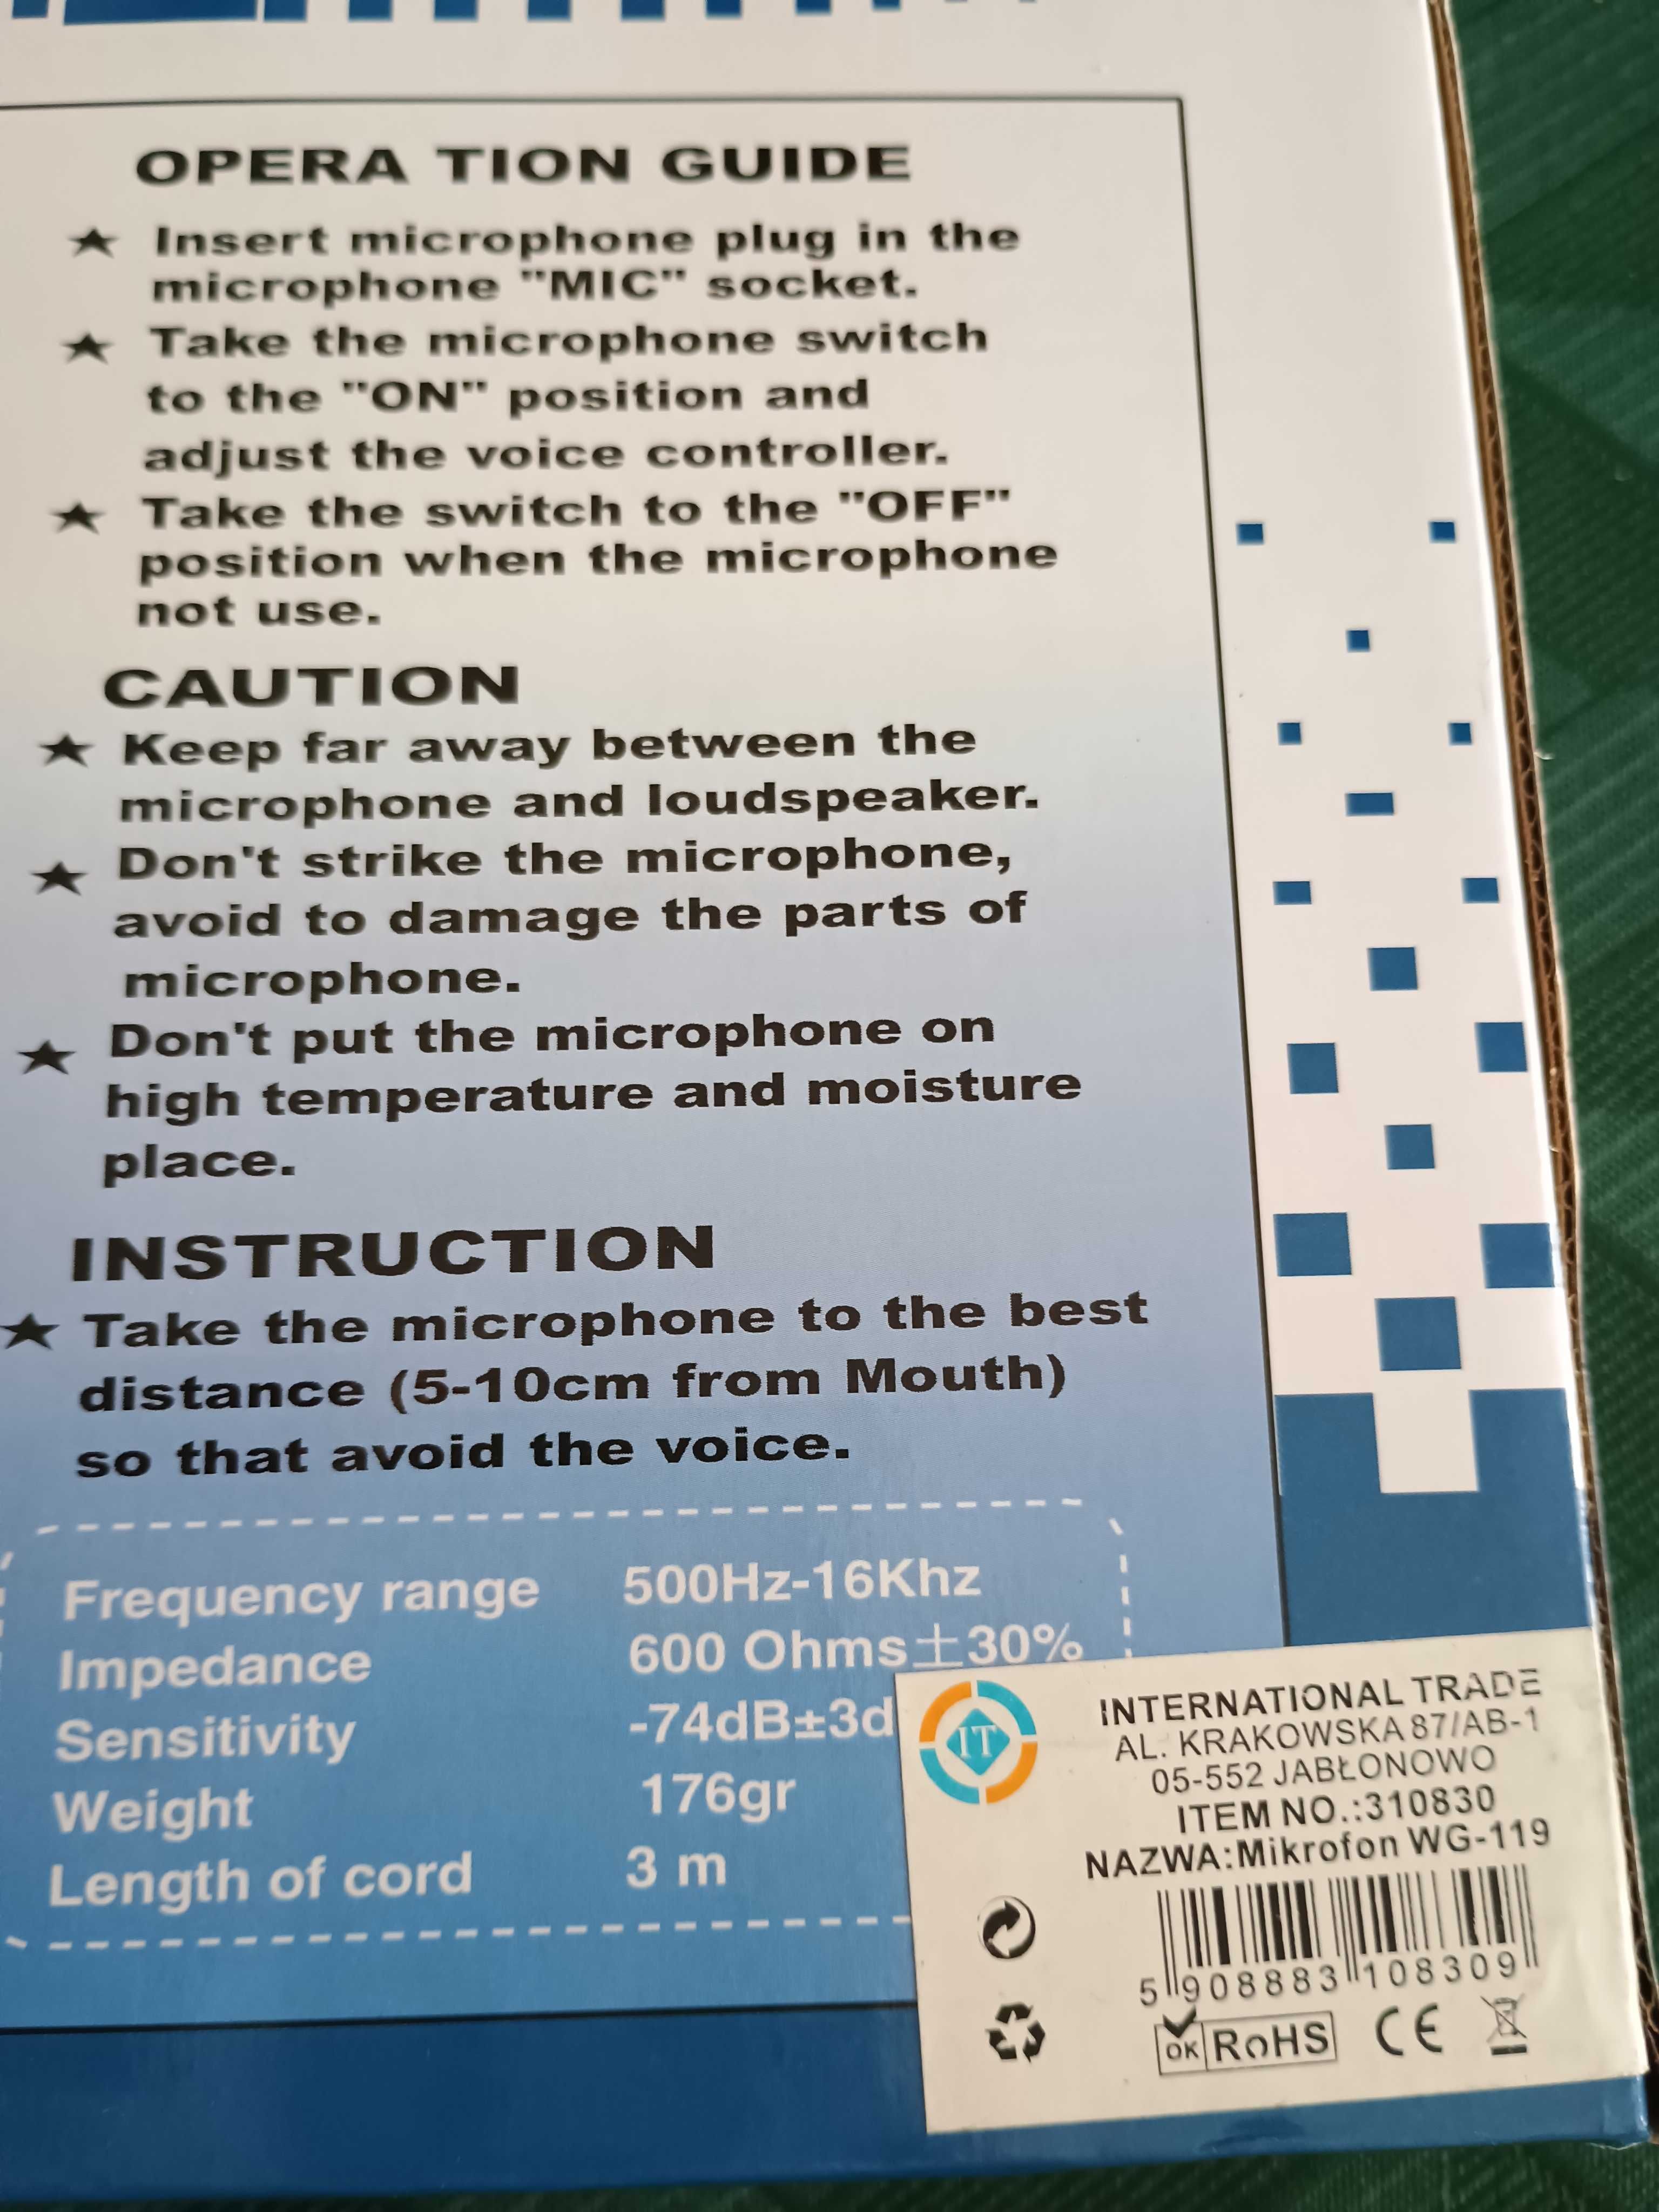 OPERA TION GUIDE
★ Insert microphone plug in the
microphone "MIC" socket.
★ Take the microphone switch
to the "ON" position and
adjust the voice controller.
★ Take the switch to the "OFF"
position when the microphone
not use.
CAUTION
★ Keep far away between the
microphone and loudspeaker.
★ Don't strike the microphone,
avoid to damage the parts of
microphone.
★ Don't put the microphone on
high temperature and moisture
place.
INSTRUCTION
★ Take the microphone to the best
distance (5-10cm from Mouth)
so that avoid the voice.
Frequency range 500Hz-16Khz
Impedance 600 Ohms±30%
Sensitivity -74dB±3d
Weight 176gr
Length of cord 3 m
IT
INTERNATIONAL TRADE
AL. KRAKOWSKA 87/AB-1
05-552 JABŁONOWO
ITEM NO.:310830
NAZWA:Mikrofon WG-119
5 908883 108309
OK RoHS CE